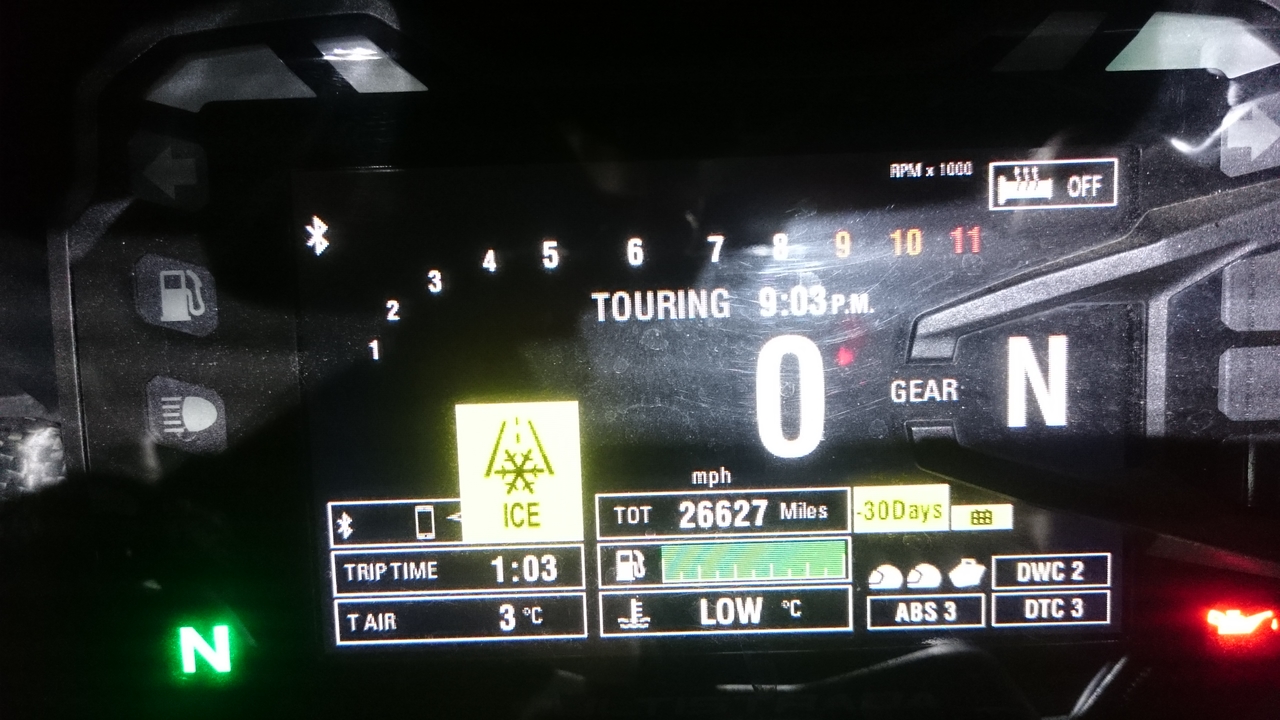 RPM x 1000
OFF
1 2 3 4 5 6 7 8 9 10 11
TOURING 9:03 P.M.
0
mph
GEAR N
ICE
TOT 26627 Miles
-30Days
TRIP TIME 1:03
T AIR 3 °C
LOW °C
DWC 2
ABS 3
DTC 3
N